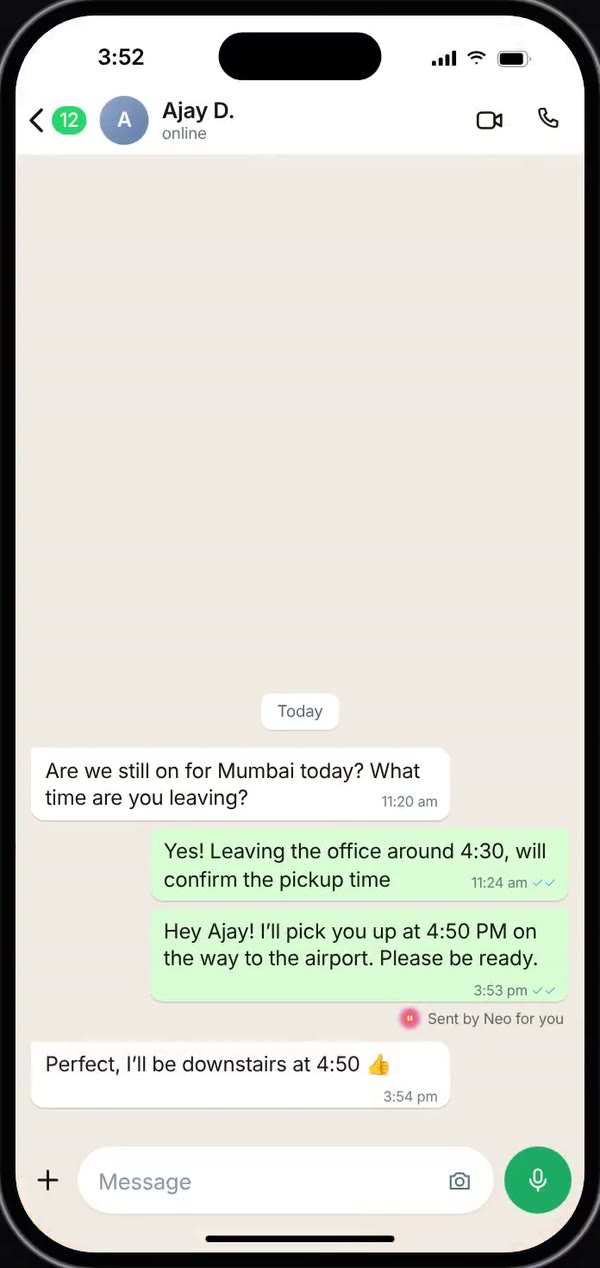 3:52
12
A
Ajay D.
online
Today
Are we still on for Mumbai today? What
time are you leaving?
11:20 am
Yes! Leaving the office around 4:30, will
confirm the pickup time
11:24 am
Hey Ajay! I’ll pick you up at 4:50 PM on
the way to the airport. Please be ready.
3:53 pm
Sent by Neo for you
Perfect, I’ll be downstairs at 4:50 👍
3:54 pm
Message